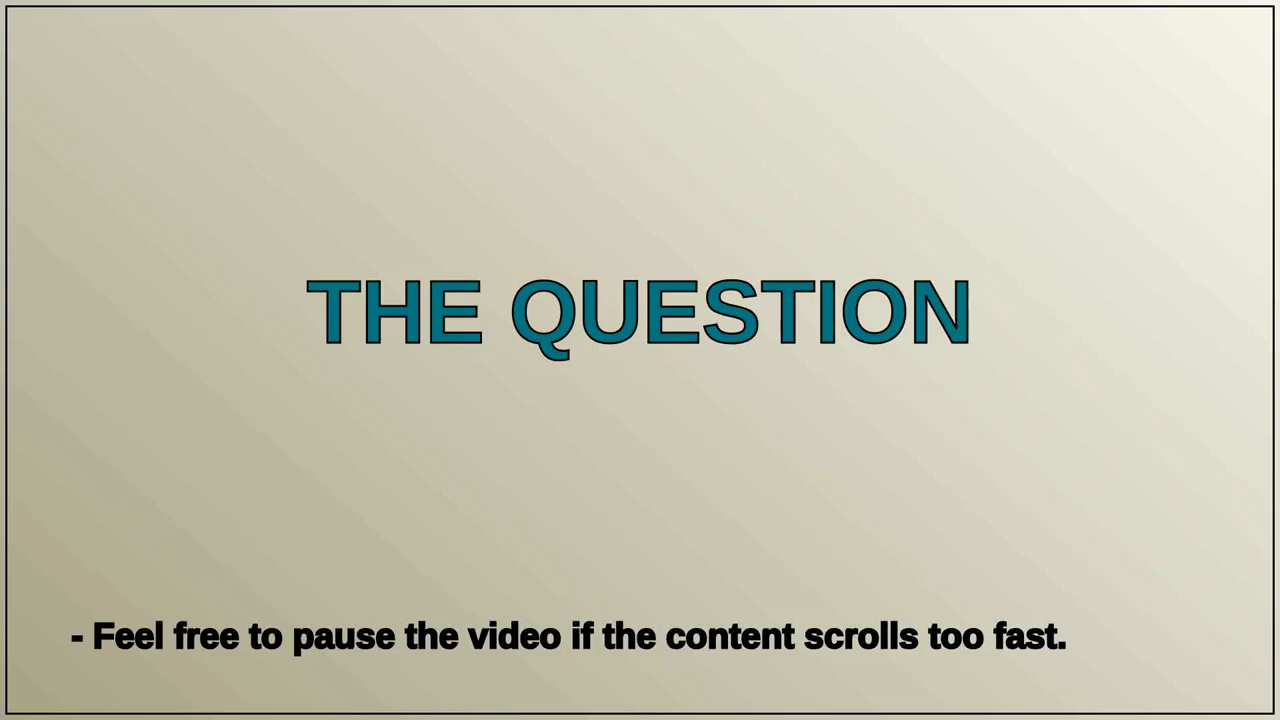 THE QUESTION
- Feel free to pause the video if the content scrolls too fast.